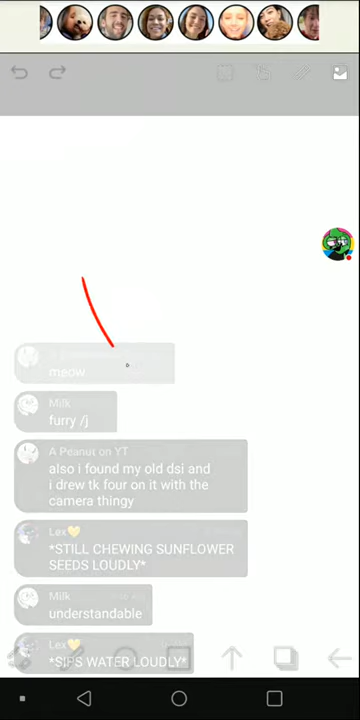 meow
Milk
furry /j
A Peanut on YT
also i found my old dsi and
i drew tk four on it with the
camera thingy
Lex💛
*STILL CHEWING SUNFLOWER
SEEDS LOUDLY*
Milk
understandable
Lex💛
*SIPS WATER LOUDLY*